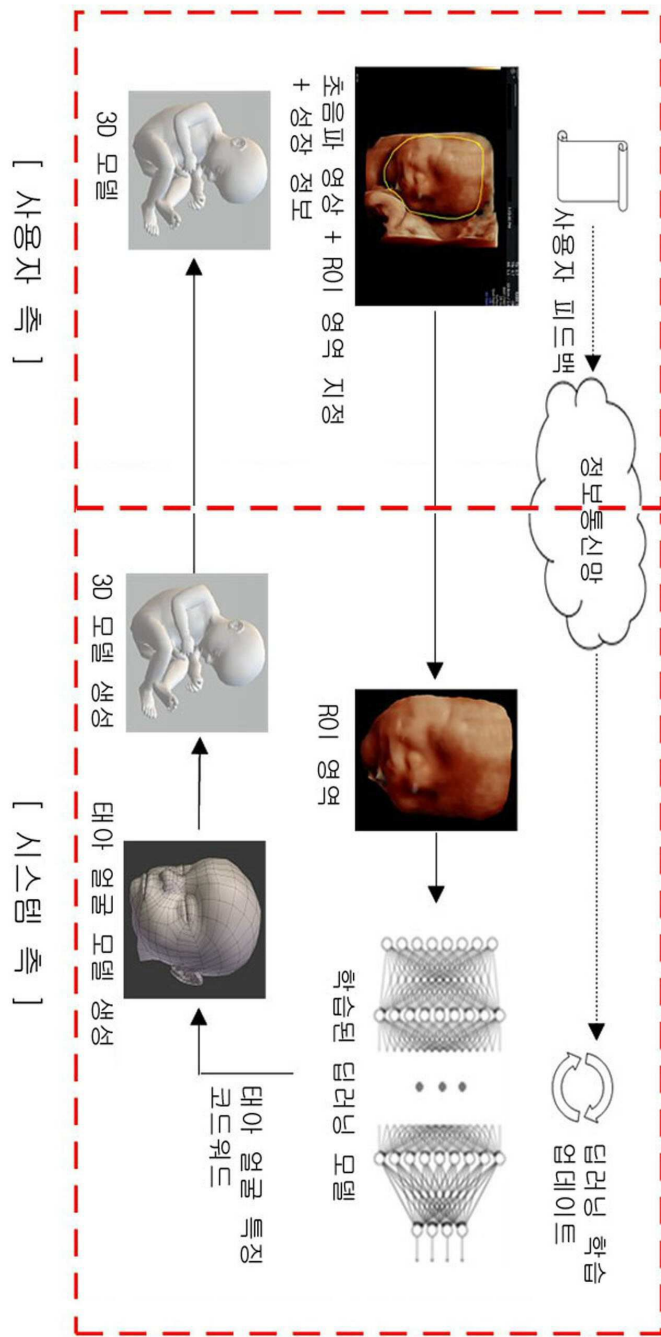 사용자 피드백
정보통신망
딥러닝 학습
업데이트
초음파 영상 + ROI 영역 지정
+ 성장 정보
ROI 영역
학습된 딥러닝 모델
3D 모델
3D 모델 생성
태아 얼굴 모델 생성
태아 얼굴 특징
코드워드
[ 사용자 측 ]
[ 시스템 측 ]